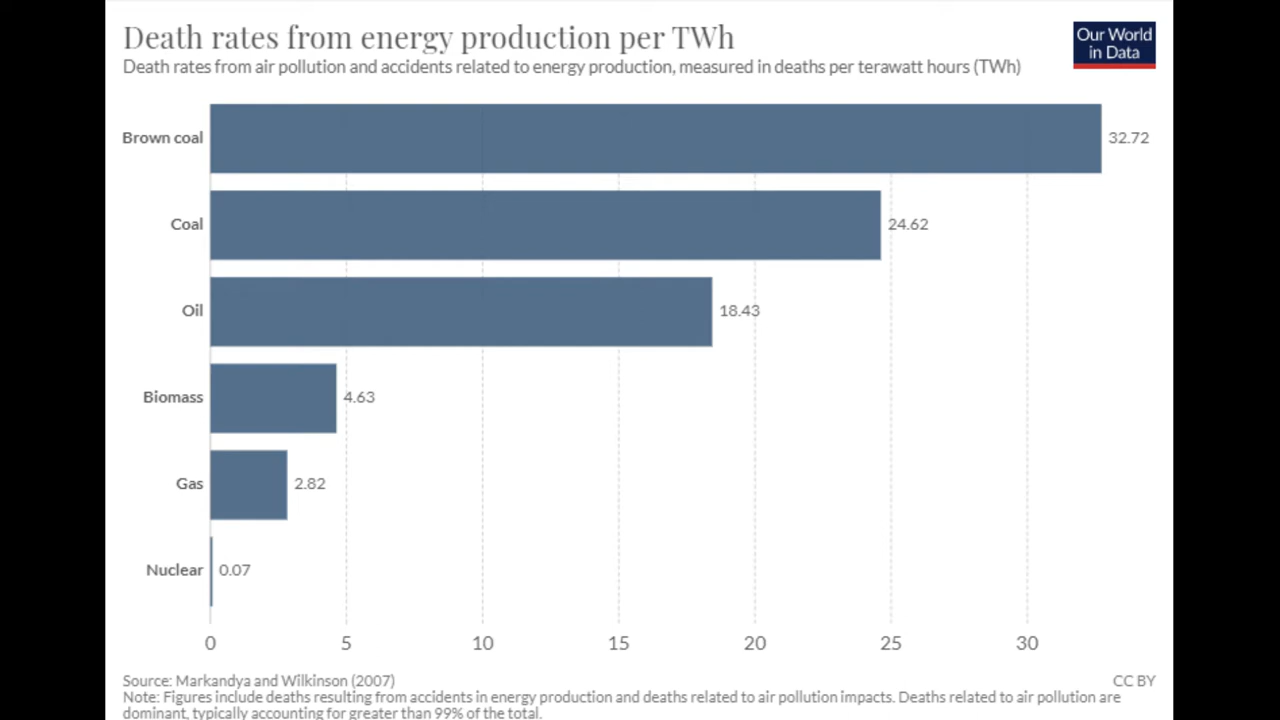 Death rates from energy production per TWh
Death rates from air pollution and accidents related to energy production, measured in deaths per terawatt hours (TWh)
Our World
in Data
Brown coal 32.72
Coal 24.62
Oil 18.43
Biomass 4.63
Gas 2.82
Nuclear 0.07
0 5 10 15 20 25 30
Source: Markandya and Wilkinson (2007) CC BY
Note: Figures include deaths resulting from accidents in energy production and deaths related to air pollution impacts. Deaths related to air pollution are
dominant, typically accounting for greater than 99% of the total.